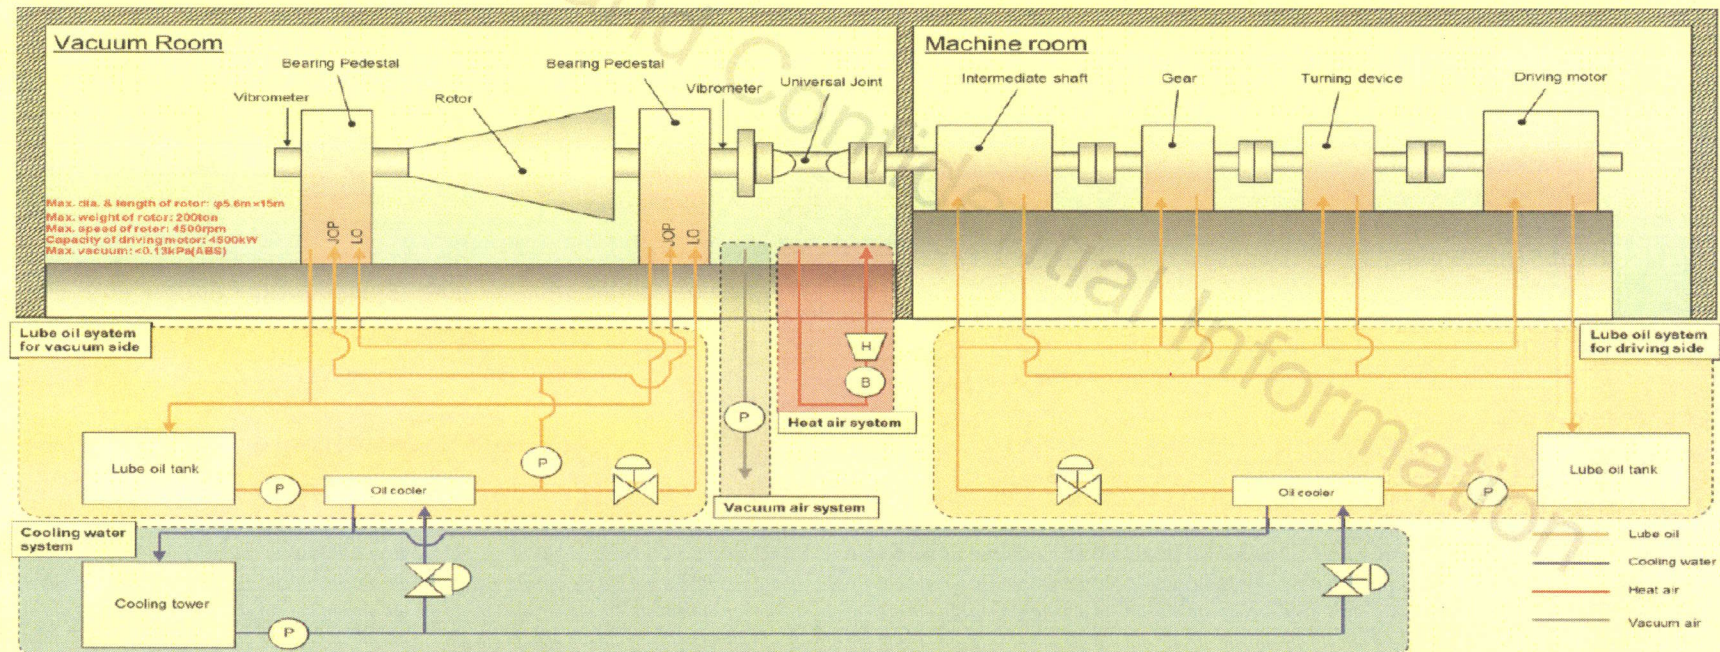 Vacuum Room
Machine room
Bearing Pedestal
Bearing Pedestal
Vibrometer
Rotor
Vibrometer
Universal Joint
Intermediate shaft
Gear
Turning device
Driving motor
Max. dia. & length of rotor: φ5.6m×15m
Max. weight of rotor: 200ton
Max. speed of rotor: 4500rpm
Capacity of driving motor: 4500kW
Max. vacuum: <0.13kPa(ABS)
JOP
LO
JOP
LO
Lube oil system
for vacuum side
Lube oil system
for driving side
H
B
P
Heat air system
Lube oil tank
P
Oil cooler
P
Vacuum air system
Oil cooler
P
Lube oil tank
Cooling water
system
Cooling tower
P
Lube oil
Cooling water
Heat air
Vacuum air
nd Confidential Information